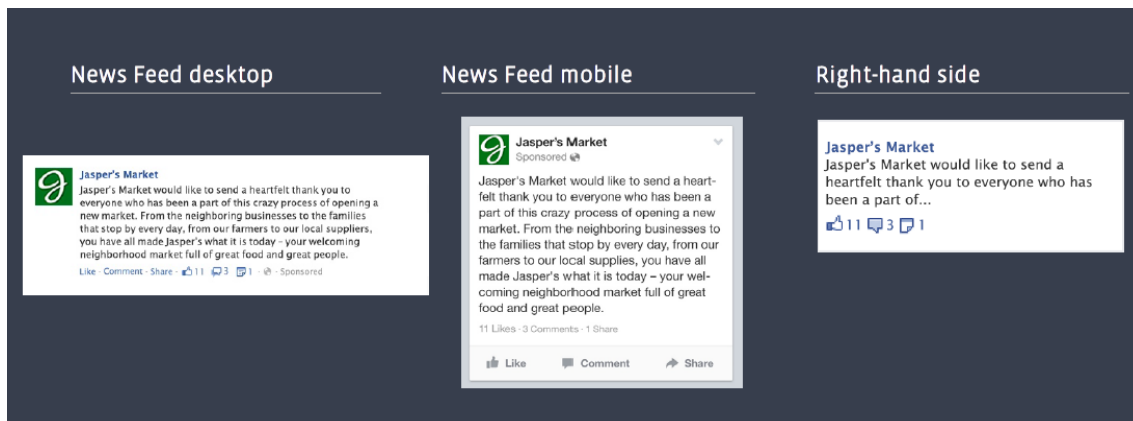 News Feed desktop
Jasper's Market
Jasper's Market would like to send a heartfelt thank you to
everyone who has been a part of this crazy process of opening a
new market. From the neighboring businesses to the families
that stop by every day, from our farmers to our local suppliers,
you have all made Jasper's what it is today – your welcoming
neighborhood market full of great food and great people.
Like · Comment · Share · 11 3 1 · Sponsored
News Feed mobile
Jasper's Market
Sponsored
Jasper's Market would like to send a heart-
felt thank you to everyone who has been a
part of this crazy process of opening a new
market. From the neighboring businesses to
the families that stop by every day, from our
farmers to our local supplies, you have all
made Jasper's what it is today – your wel-
coming neighborhood market full of great
food and great people.
11 Likes · 3 Comments · 1 Share
Like Comment Share
Right-hand side
Jasper's Market
Jasper's Market would like to send a
heartfelt thank you to everyone who has
been a part of...
11 3 1